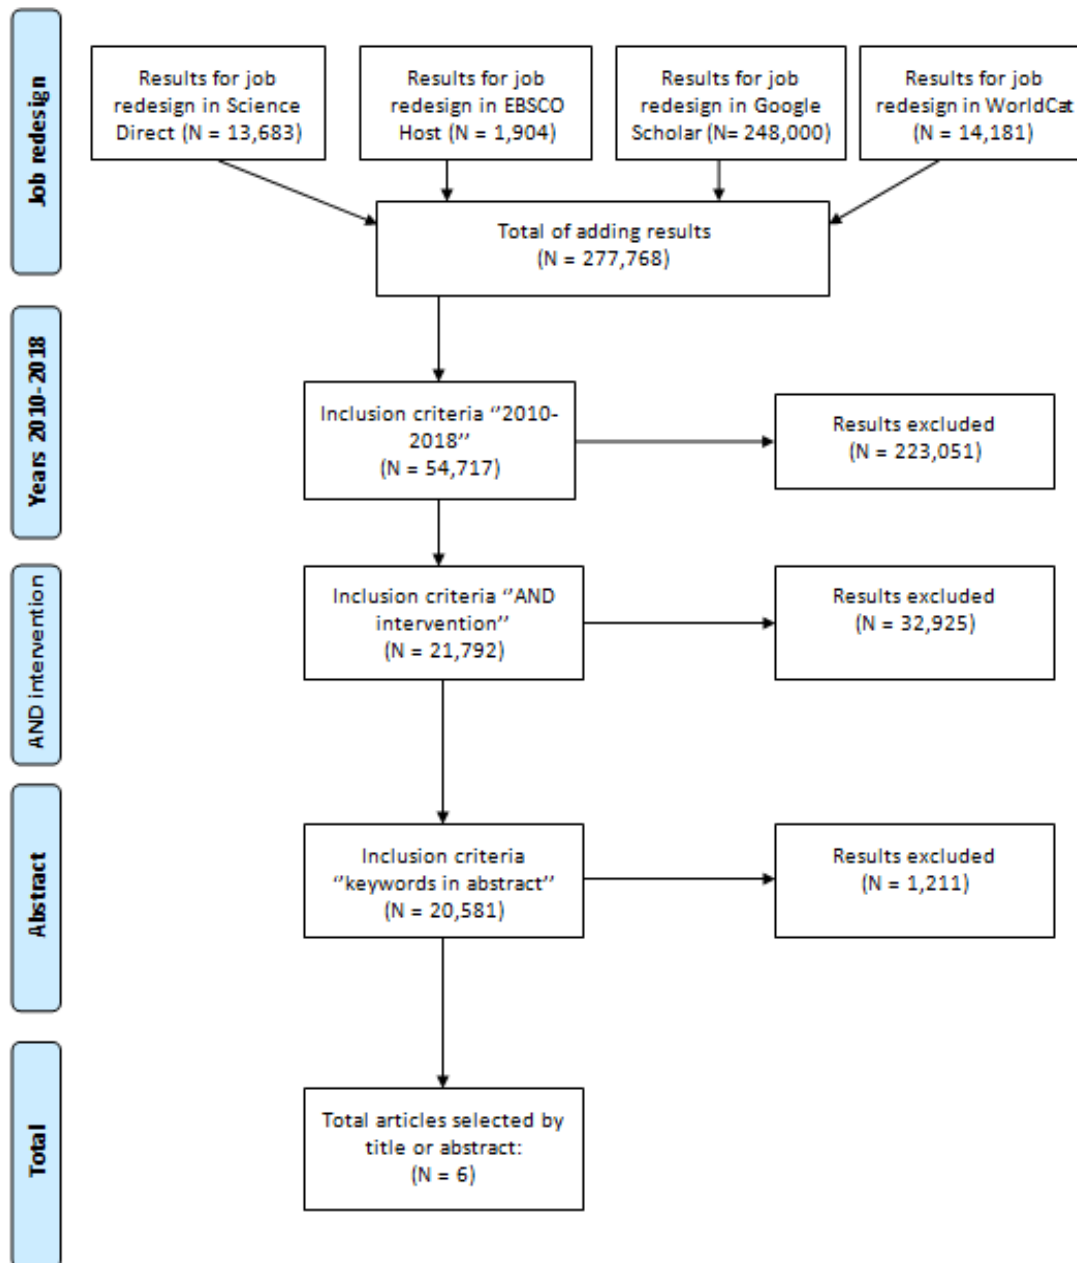 Job redesign
Results for job
redesign in Science
Direct (N = 13,683)
Results for job
redesign in EBSCO
Host (N = 1,904)
Results for job
redesign in Google
Scholar (N= 248,000)
Results for job
redesign in WorldCat
(N = 14,181)
Total of adding results
(N = 277,768)
Years 2010-2018
Inclusion criteria ‘’2010-
2018’’
(N = 54,717)
Results excluded
(N = 223,051)
AND intervention
Inclusion criteria ‘’AND
intervention’’
(N = 21,792)
Results excluded
(N = 32,925)
Abstract
Inclusion criteria
‘’keywords in abstract’’
(N = 20,581)
Results excluded
(N = 1,211)
Total
Total articles selected by
title or abstract:
(N = 6)